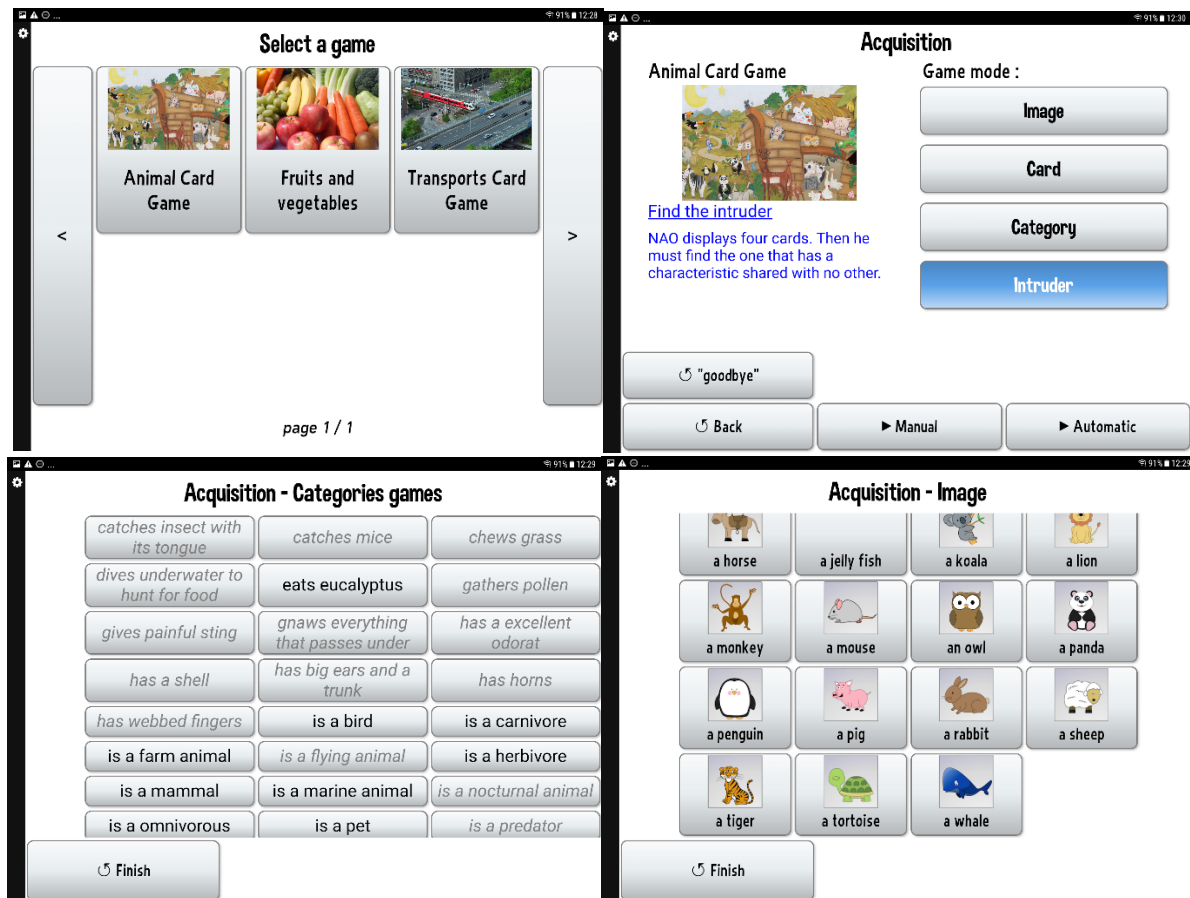 ... 91% 12:28
Select a game
<
Animal Card
Game
Fruits and
vegetables
Transports Card
Game
>
page 1 / 1
... 91% 12:30
Acquisition
Animal Card Game
Find the intruder
NAO displays four cards. Then he
must find the one that has a
characteristic shared with no other.
Game mode :
Image
Card
Category
Intruder
"goodbye"
Back
Manual
Automatic
... 91% 12:29
Acquisition - Categories games
catches insect with
its tongue
catches mice
chews grass
dives underwater to
hunt for food
eats eucalyptus
gathers pollen
gives painful sting
gnaws everything
that passes under
has a excellent
odorat
has a shell
has big ears and a
trunk
has horns
has webbed fingers
is a bird
is a carnivore
is a farm animal
is a flying animal
is a herbivore
is a mammal
is a marine animal
is a nocturnal animal
is a omnivorous
is a pet
is a predator
Finish
... 91% 12:29
Acquisition - Image
a horse
a jelly fish
a koala
a lion
a monkey
a mouse
an owl
a panda
a penguin
a pig
a rabbit
a sheep
a tiger
a tortoise
a whale
Finish